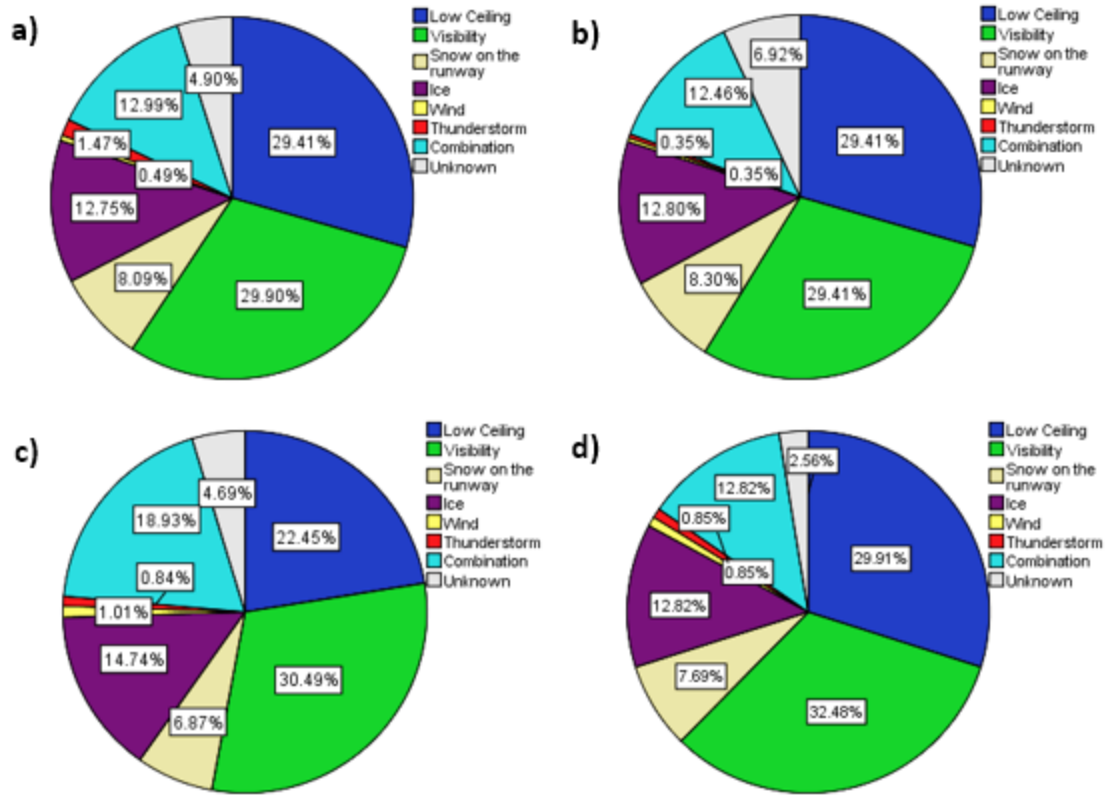 a)
4.90%
12.99%
29.41%
1.47%
0.49%
12.75%
8.09%
29.90%
Low Ceiling
Visibility
Snow on the
runway
Ice
Wind
Thunderstorm
Combination
Unknown
b)
6.92%
12.46%
29.41%
0.35%
0.35%
12.80%
8.30%
29.41%
Low Ceiling
Visibility
Snow on the
runway
Ice
Wind
Thunderstorm
Combination
Unknown
c)
4.69%
18.93%
22.45%
0.84%
1.01%
14.74%
30.49%
6.87%
Low Ceiling
Visibility
Snow on the
runway
Ice
Wind
Thunderstorm
Combination
Unknown
d)
2.56%
12.82%
0.85%
29.91%
0.85%
12.82%
7.69%
32.48%
Low Ceiling
Visibility
Snow on the
runway
Ice
Wind
Thunderstorm
Combination
Unknown